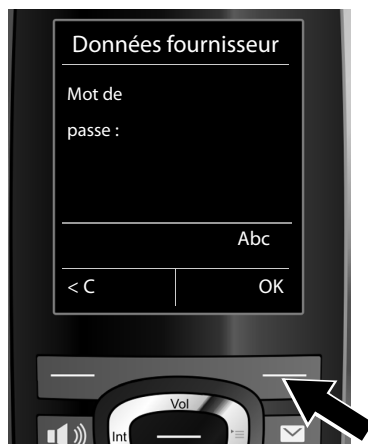 Données fournisseur
Mot de
passe :
Abc
< C
OK
Vol
Int